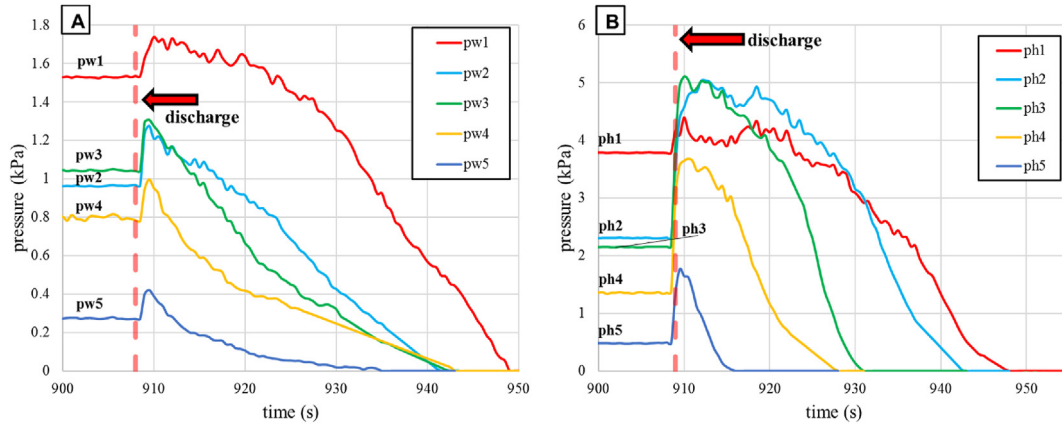 A
1.8
1.6
1.4
1.2
1
0.8
0.6
0.4
0.2
0
pressure (kPa)
900
910
920
930
940
950
time (s)
pw1
pw3
pw2
pw4
pw5
discharge
pw1
pw2
pw3
pw4
pw5
B
6
5
4
3
2
1
0
pressure (kPa)
900
910
920
930
940
950
time (s)
ph1
ph2
ph3
ph4
ph5
discharge
ph1
ph2
ph3
ph4
ph5